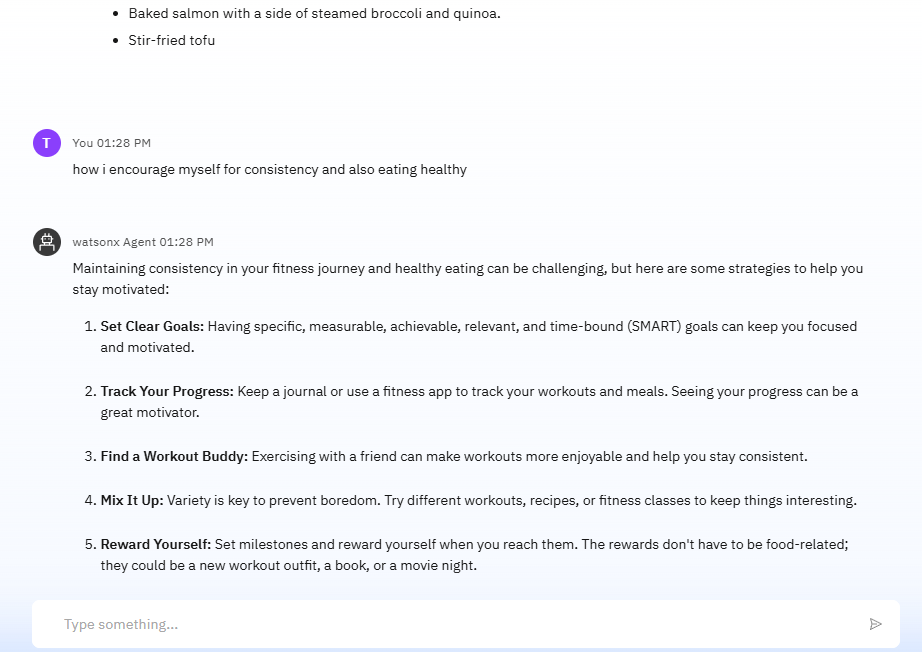 • Baked salmon with a side of steamed broccoli and quinoa.
• Stir-fried tofu
T
You 01:28 PM
how i encourage myself for consistency and also eating healthy
watsonx Agent 01:28 PM
Maintaining consistency in your fitness journey and healthy eating can be challenging, but here are some strategies to help you
stay motivated:
1. Set Clear Goals: Having specific, measurable, achievable, relevant, and time-bound (SMART) goals can keep you focused
and motivated.
2. Track Your Progress: Keep a journal or use a fitness app to track your workouts and meals. Seeing your progress can be a
great motivator.
3. Find a Workout Buddy: Exercising with a friend can make workouts more enjoyable and help you stay consistent.
4. Mix It Up: Variety is key to prevent boredom. Try different workouts, recipes, or fitness classes to keep things interesting.
5. Reward Yourself: Set milestones and reward yourself when you reach them. The rewards don't have to be food-related;
they could be a new workout outfit, a book, or a movie night.
Type something...